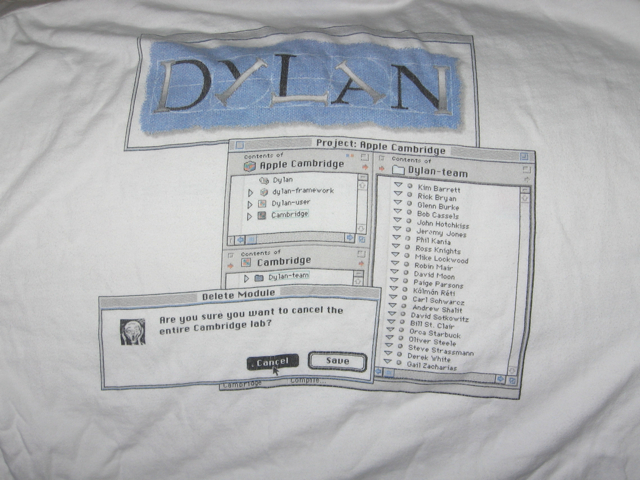 DYLAN
Project: Apple Cambridge
Contents of
Apple Cambridge
Dylan
dylan-framework
Dylan-user
Cambridge
Contents of
Cambridge
Dylan-team
Contents of
Dylan-team
Kim Barrett
Rick Bryan
Glenn Burke
Bob Cassels
John Hotchkiss
Jeremy Jones
Phil Kania
Ross Knights
Mike Lockwood
Robin Mair
David Moon
Paige Parsons
Kálmán Réti
Carl Schwarcz
Andrew Shalit
David Sotkowitz
Bill St. Clair
Orca Starbuck
Oliver Steele
Steve Strassmann
Derek White
Gail Zacharias
Delete Module
Are you sure you want to cancel the
entire Cambridge lab?
Cancel
Save
Cambridge